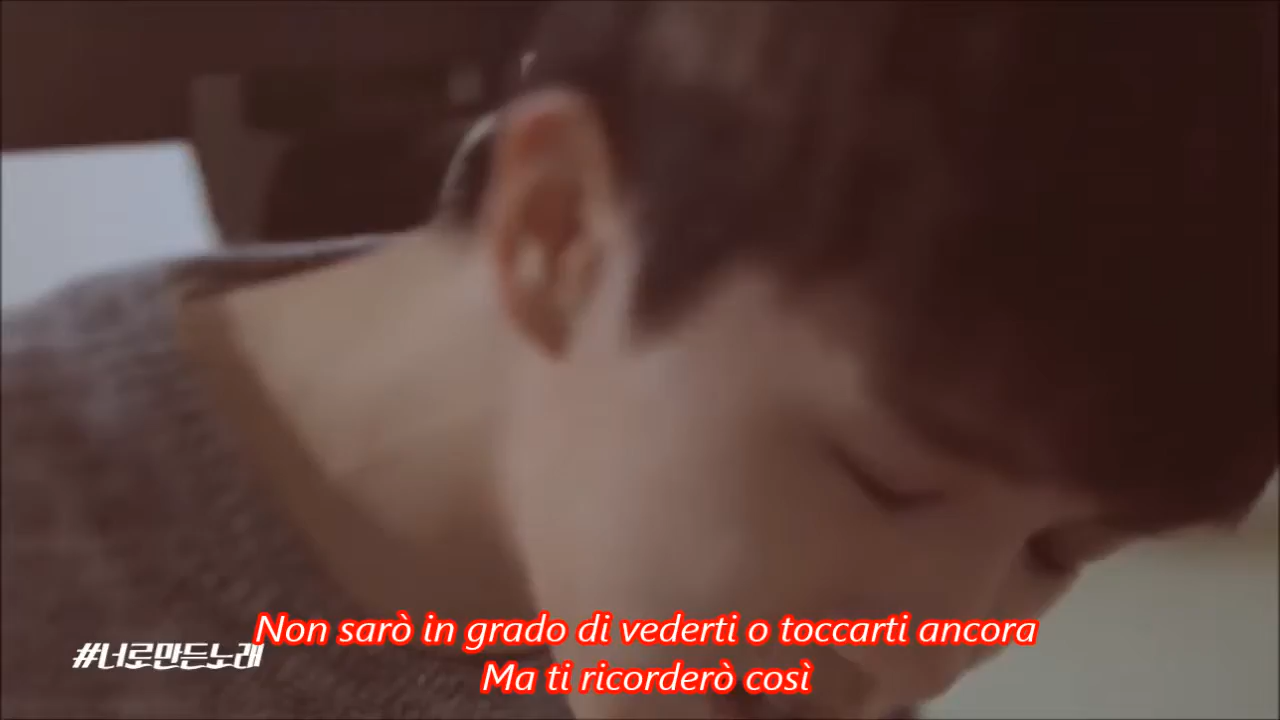 #너로만든노래
Non sarò in grado di vederti o toccarti ancora
Ma ti ricorderò così